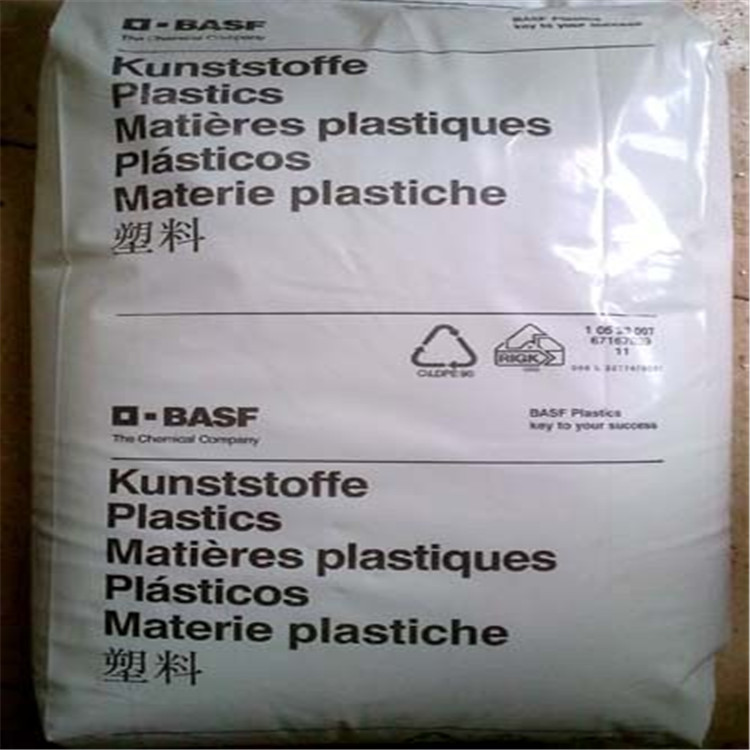 BASF
The Chemical Company
BASF Plastics
key to your success
Kunststoffe
Plastics
Matières plastiques
Plásticos
Materie plastiche
塑料
RIGK
11
BASF
The Chemical Company
BASF Plastics
key to your success
Kunststoffe
Plastics
Matières plastiques
Plásticos
Materie plastiche
塑料